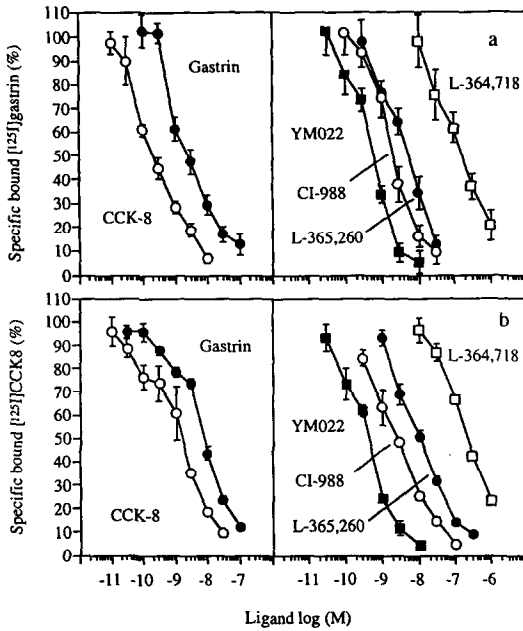 Specific bound [¹²⁵I]gastrin (%)
110
100
90
80
70
60
50
40
30
20
10
0
Gastrin
CCK-8
a
L-364,718
YM022
CI-988
L-365,260
Specific bound [¹²⁵I]CCK8 (%)
110
100
90
80
70
60
50
40
30
20
10
0
Gastrin
CCK-8
b
L-364,718
YM022
CI-988
L-365,260
-11 -10 -9 -8 -7
-11 -10 -9 -8 -7 -6
Ligand log (M)